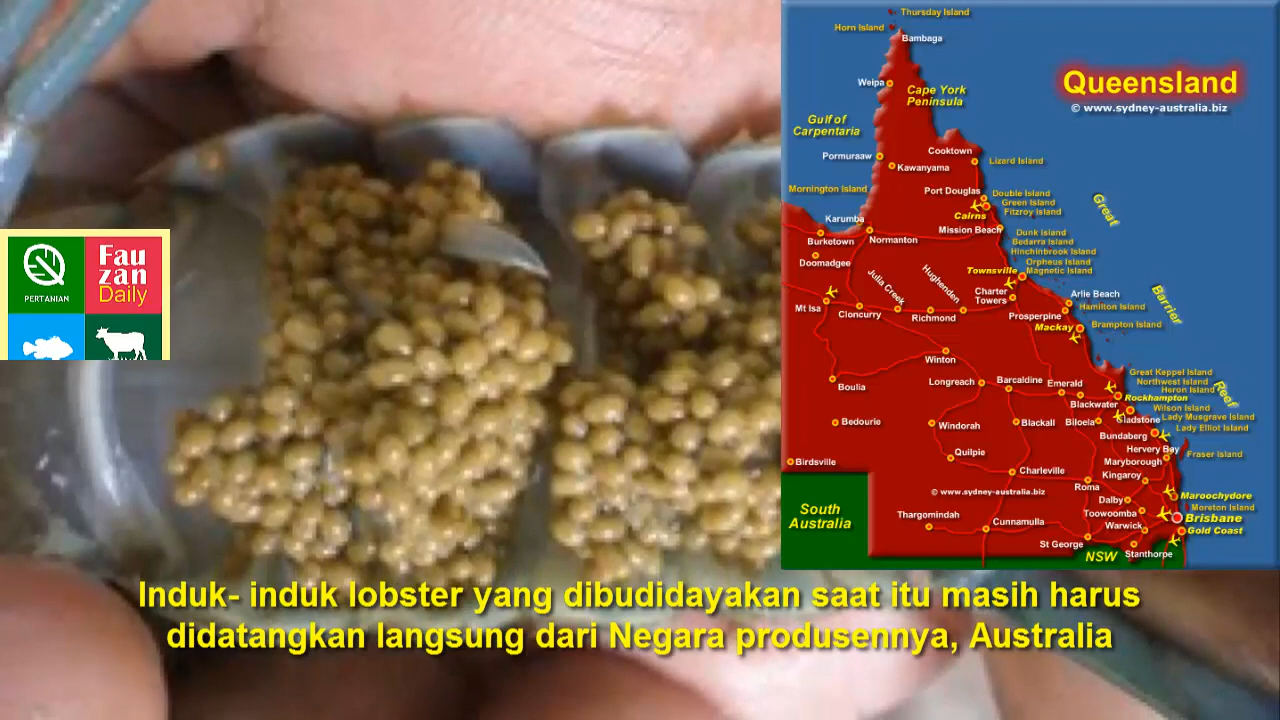 Thursday Island
Horn Island
Bambaga
Weipa
Cape York
Peninsula
Queensland
© www.sydney-australia.biz
Gulf of
Carpentaria
Cooktown
Pormuraaw
Lizard Island
Kawanyama
Mornington Island
Port Douglas
Double Island
Green Island
Cairns
Fitzroy Island
Great
Karumba
Mission Beach
Dunk Island
Burketown
Normanton
Bedarra Island
Hinchinbrook Island
Doomadgee
Orpheus Island
Townsville
Magnetic Island
Julia Creek
Hughenden
Charter
Towers
Arlie Beach
Barrier
Mt Isa
Cloncurry
Richmond
Prosperpine
Hamilton Island
Mackay
Brampton Island
Winton
Boulia
Longreach
Barcaldine
Emerald
Great Keppel Island
Northwest Island
Heron Island
Reef
Blackwater
Rockhampton
Wilson Island
Bedourie
Windorah
Blackall
Biloela
Gladstone
Lady Musgrave Island
Bundaberg
Lady Elliot Island
Quilpie
Hervery Bay
Fraser Island
Birdsville
Charleville
Maryborough
Kingaroy
Roma
© www.sydney-australia.biz
Maroochydore
Dalby
Moreton Island
South
Australia
Thargomindah
Cunnamulla
Toowoomba
Brisbane
Warwick
Gold Coast
St George
NSW
Stanthorpe
PERTANIAN
Fau
zan
Daily
Induk- induk lobster yang dibudidayakan saat itu masih harus
didatangkan langsung dari Negara produsennya, Australia